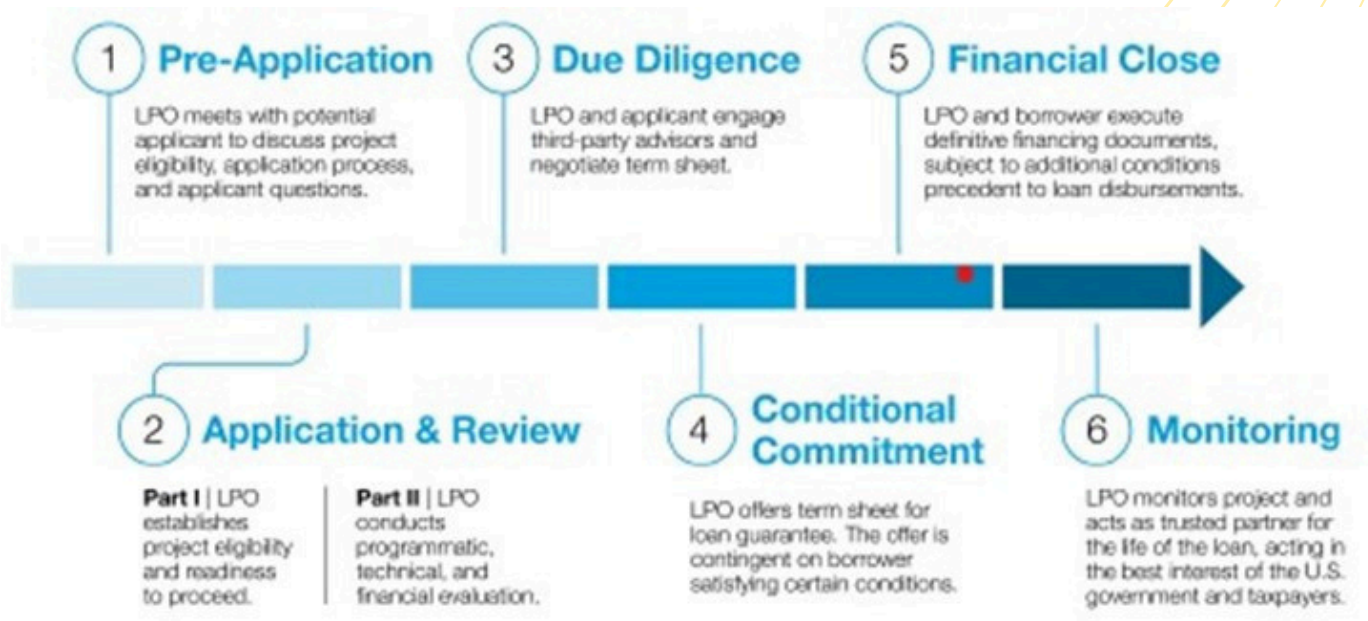 1 Pre-Application
LPO meets with potential
applicant to discuss project
eligibility, application process,
and applicant questions.
3 Due Diligence
LPO and applicant engage
third-party advisors and
negotiate term sheet.
5 Financial Close
LPO and borrower execute
definitive financing documents,
subject to additional conditions
precedent to loan disbursements.
2 Application & Review
Part I | LPO
establishes
project eligibility
and readiness
to proceed.
Part II | LPO
conducts
programmatic,
technical, and
financial evaluation.
4 Conditional
Commitment
LPO offers term sheet for
loan guarantee. The offer is
contingent on borrower
satisfying certain conditions.
6 Monitoring
LPO monitors project and
acts as trusted partner for
the life of the loan, acting in
the best interest of the U.S.
government and taxpayers.